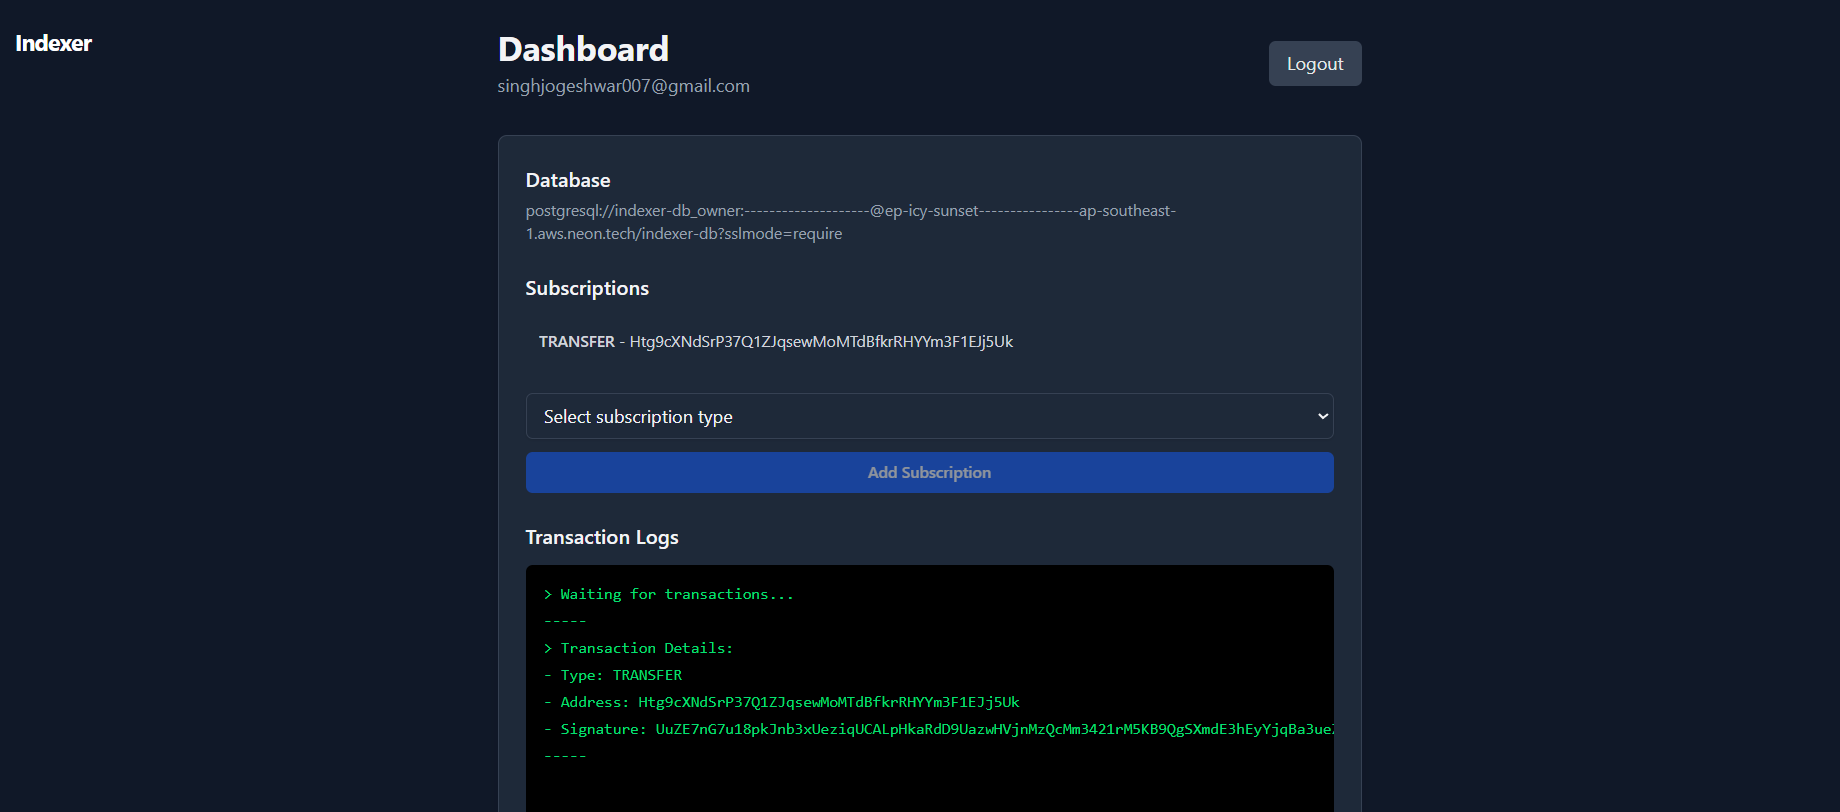 Indexer
Dashboard
Logout
singhjogeshwar007@gmail.com
Database
postgresql://indexer-db_owner:--------------------@ep-icy-sunset----------------ap-southeast-
1.aws.neon.tech/indexer-db?sslmode=require
Subscriptions
TRANSFER - Htg9cXNdSrP37Q1ZJqsewMoMTdBfkrRHYYm3F1EJj5Uk
Select subscription type
Add Subscription
Transaction Logs
> Waiting for transactions...
-----
> Transaction Details:
- Type: TRANSFER
- Address: Htg9cXNdSrP37Q1ZJqsewMoMTdBfkrRHYYm3F1EJj5Uk
- Signature: UuZE7nG7u18pkJnb3xUeziqUCALpHkaRdD9UazwHVjnMzQcMm3421rM5KB9QgSXmdE3hEyYjqBa3ue
-----